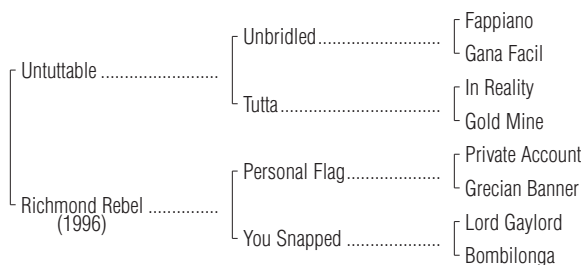 Fappiano
Unbridled
Gana Facil
Untuttable
In Reality
Tutta
Gold Mine
Private Account
Personal Flag
Grecian Banner
Richmond Rebel
(1996)
Lord Gaylord
You Snapped
Bombilonga